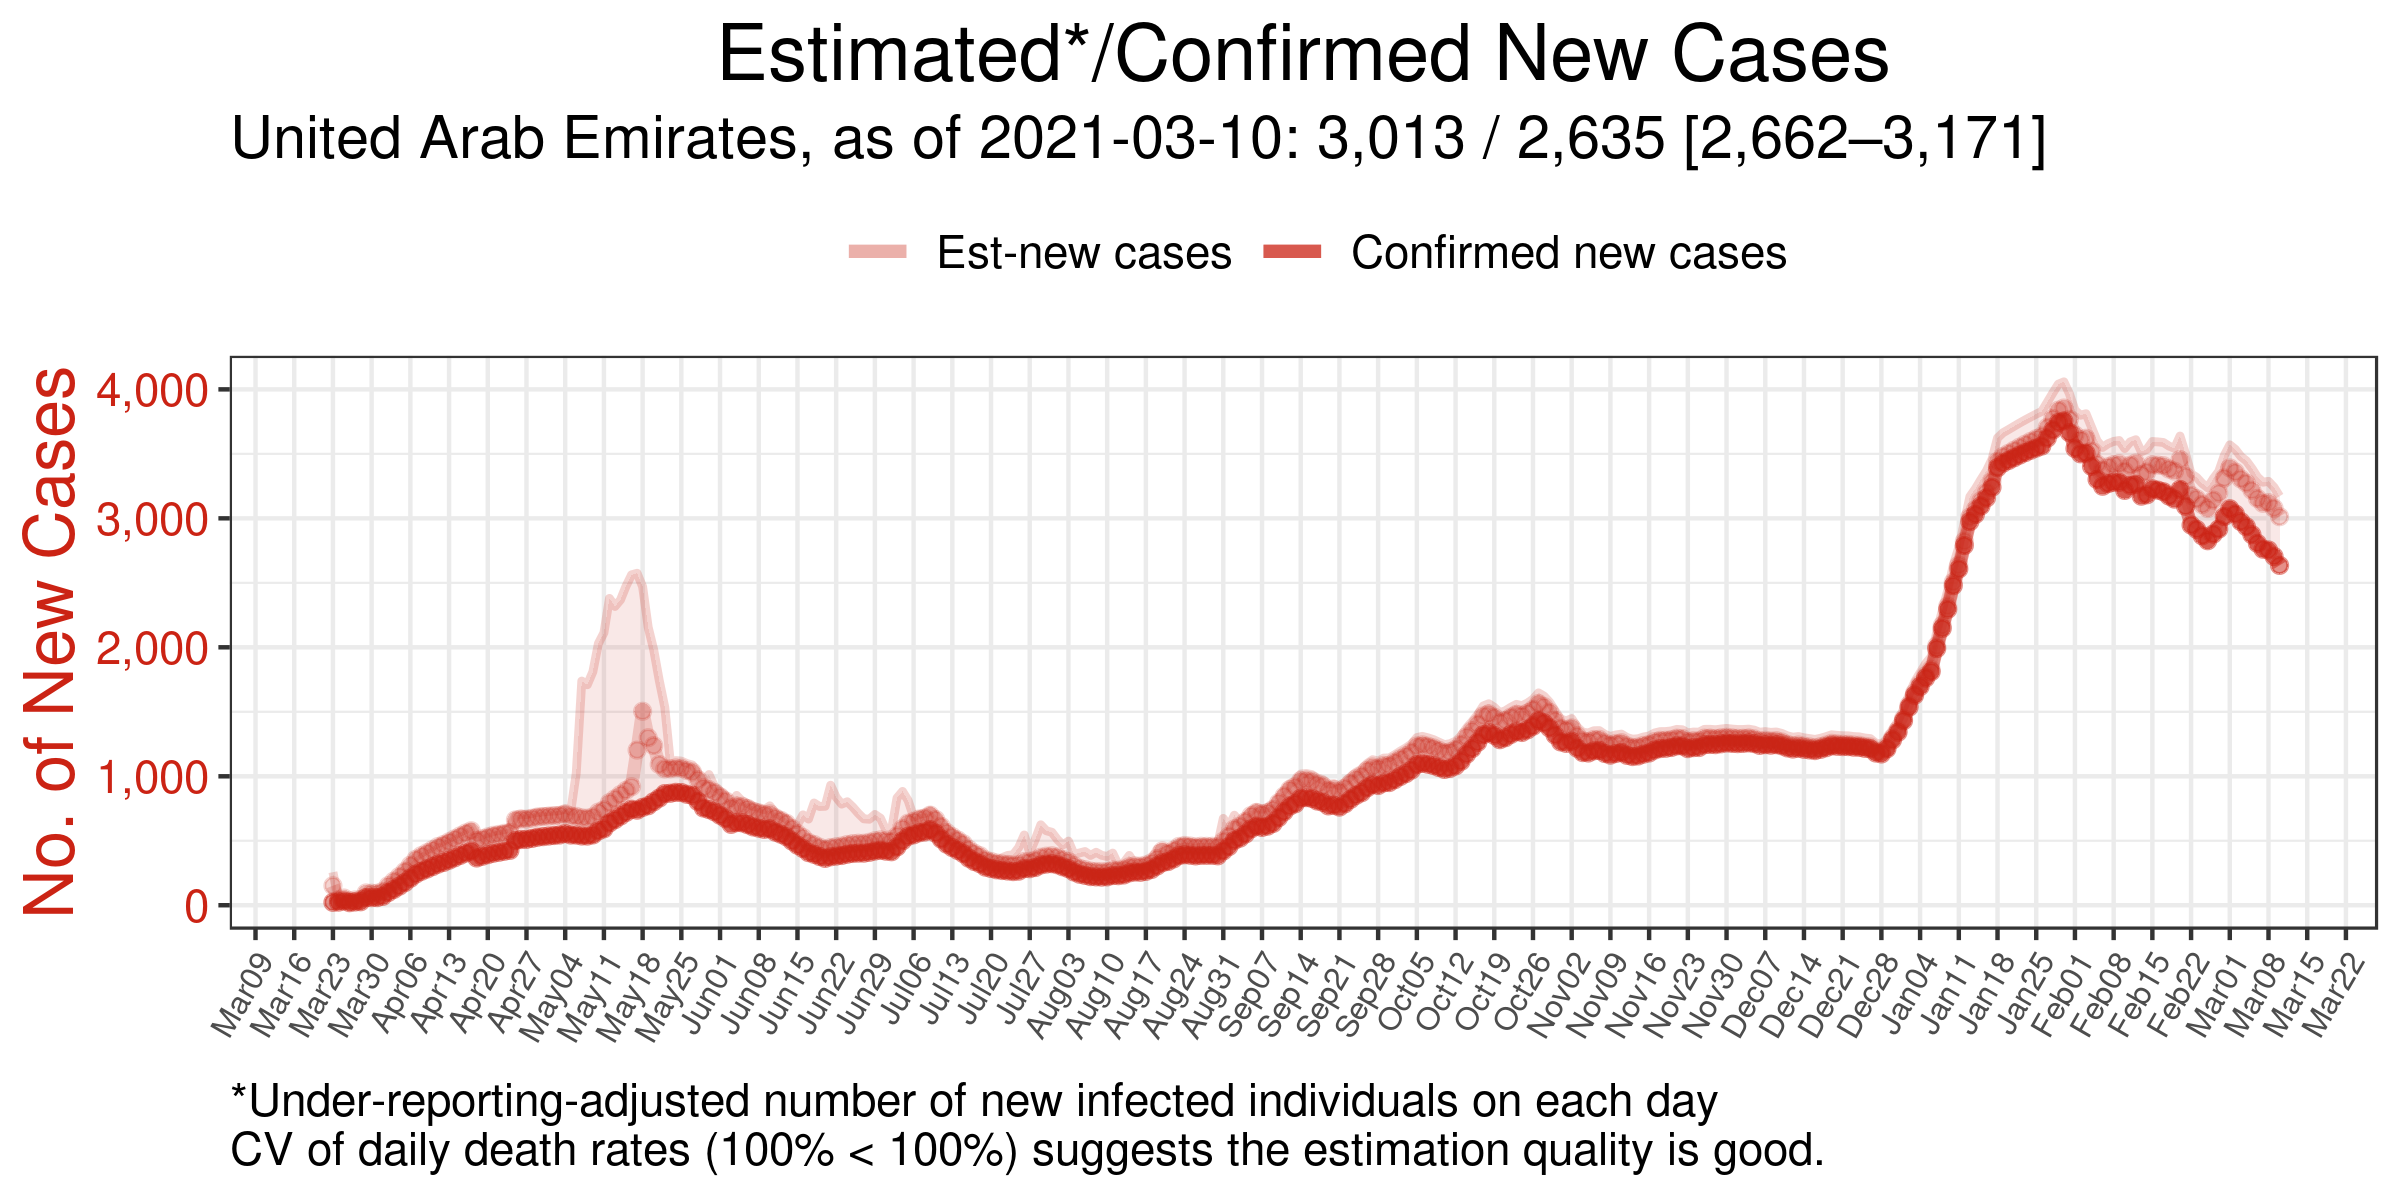 Estimated*/Confirmed New Cases
United Arab Emirates, as of 2021-03-10: 3,013 / 2,635 [2,662–3,171]
Est-new cases Confirmed new cases
No. of New Cases
4,000
3,000
2,000
1,000
0
Mar09 Mar16 Mar23 Mar30 Apr06 Apr13 Apr20 Apr27 May04 May11 May18 May25 Jun01 Jun08 Jun15 Jun22 Jun29 Jul06 Jul13 Jul20 Jul27 Aug03 Aug10 Aug17 Aug24 Aug31 Sep07 Sep14 Sep21 Sep28 Oct05 Oct12 Oct19 Oct26 Nov02 Nov09 Nov16 Nov23 Nov30 Dec07 Dec14 Dec21 Dec28 Jan04 Jan11 Jan18 Jan25 Feb01 Feb08 Feb15 Feb22 Mar01 Mar08 Mar15 Mar22
*Under-reporting-adjusted number of new infected individuals on each day
CV of daily death rates (100% < 100%) suggests the estimation quality is good.